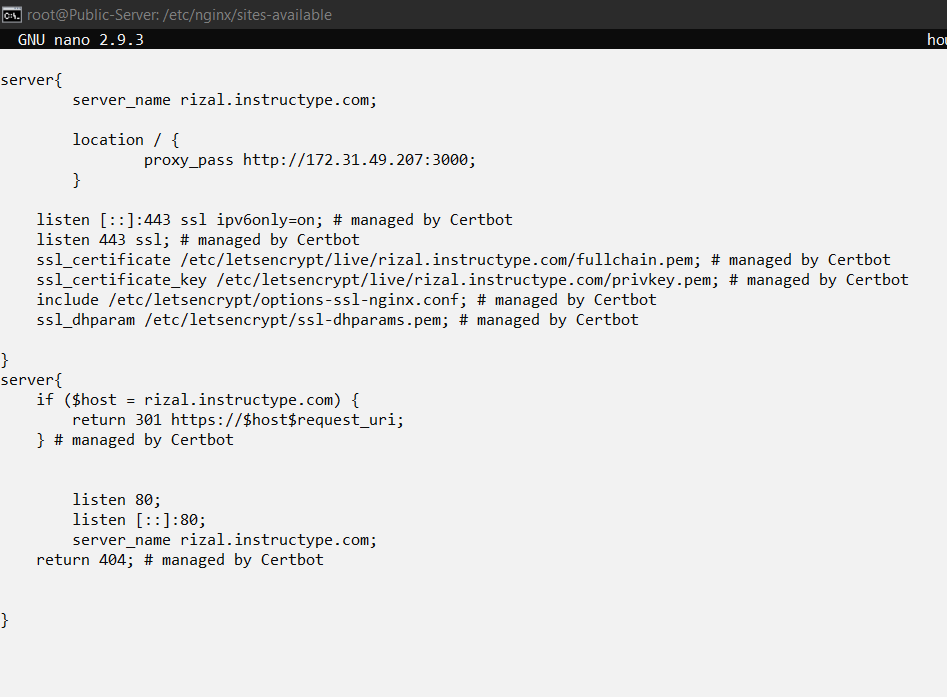 root@Public-Server: /etc/nginx/sites-available
GNU nano 2.9.3
server{
server_name rizal.instructype.com;
location / {
proxy_pass http://172.31.49.207:3000;
}
listen [::]:443 ssl ipv6only=on; # managed by Certbot
listen 443 ssl; # managed by Certbot
ssl_certificate /etc/letsencrypt/live/rizal.instructype.com/fullchain.pem; # managed by Certbot
ssl_certificate_key /etc/letsencrypt/live/rizal.instructype.com/privkey.pem; # managed by Certbot
include /etc/letsencrypt/options-ssl-nginx.conf; # managed by Certbot
ssl_dhparam /etc/letsencrypt/ssl-dhparams.pem; # managed by Certbot
}
server{
if ($host = rizal.instructype.com) {
return 301 https://$host$request_uri;
} # managed by Certbot
listen 80;
listen [::]:80;
server_name rizal.instructype.com;
return 404; # managed by Certbot
}